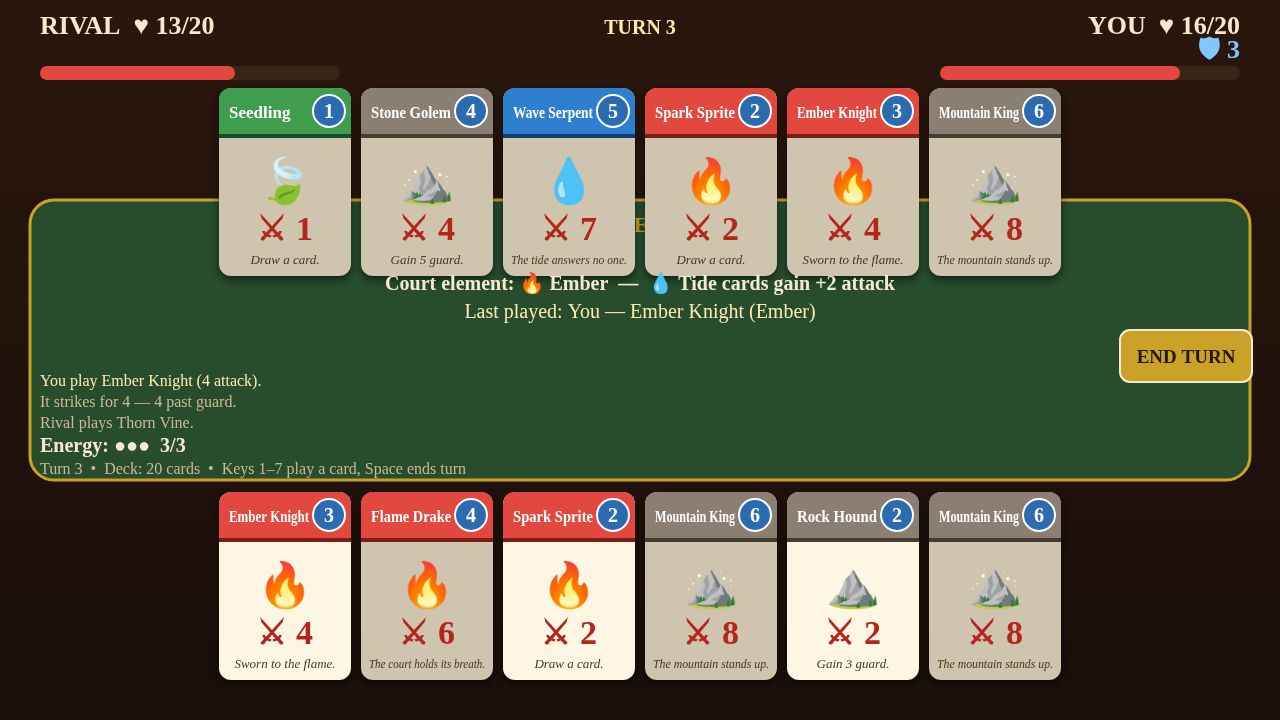 RIVAL ♥ 13/20
TURN 3
YOU ♥ 16/20
3
Seedling 1
1
Draw a card.
Stone Golem 4
4
Gain 5 guard.
Wave Serpent 5
7
The tide answers no one.
Spark Sprite 2
2
Draw a card.
Ember Knight 3
4
Sworn to the flame.
Mountain King 6
8
The mountain stands up.
Court element: 🔥 Ember — 💧 Tide cards gain +2 attack
Last played: You — Ember Knight (Ember)
END TURN
You play Ember Knight (4 attack).
It strikes for 4 — 4 past guard.
Rival plays Thorn Vine.
Energy: ●●● 3/3
Turn 3 • Deck: 20 cards • Keys 1–7 play a card, Space ends turn
Ember Knight 3
4
Sworn to the flame.
Flame Drake 4
6
The court holds its breath.
Spark Sprite 2
2
Draw a card.
Mountain King 6
8
The mountain stands up.
Rock Hound 2
2
Gain 3 guard.
Mountain King 6
8
The mountain stands up.